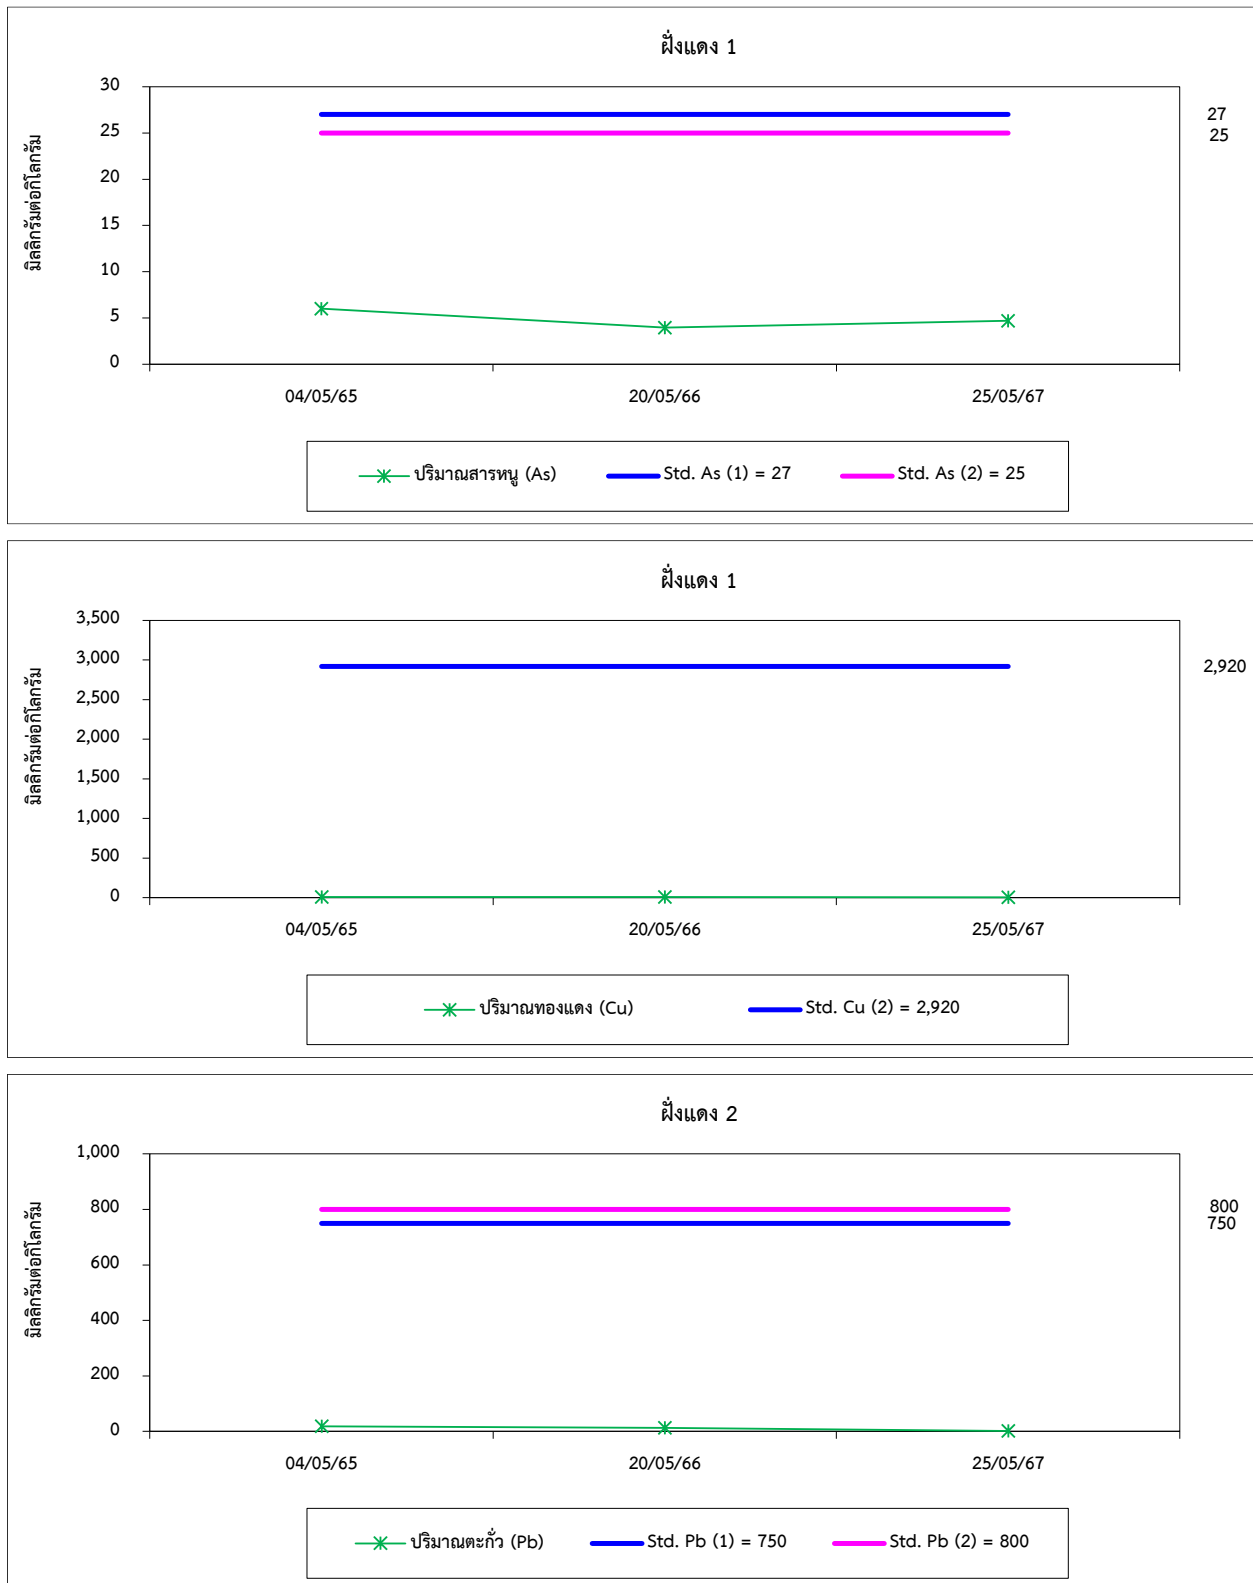 ฝั่งแดง 1
มิลลิกรัมต่อกิโลกรัม
30
25
20
15
10
5
0
27
25
04/05/65 20/05/66 25/05/67
ปริมาณสารหนู (As) Std. As (1) = 27 Std. As (2) = 25
ฝั่งแดง 1
มิลลิกรัมต่อกิโลกรัม
3,500
3,000
2,500
2,000
1,500
1,000
500
0
2,920
04/05/65 20/05/66 25/05/67
ปริมาณทองแดง (Cu) Std. Cu (2) = 2,920
ฝั่งแดง 2
มิลลิกรัมต่อกิโลกรัม
1,000
800
600
400
200
0
800
750
04/05/65 20/05/66 25/05/67
ปริมาณตะกั่ว (Pb) Std. Pb (1) = 750 Std. Pb (2) = 800